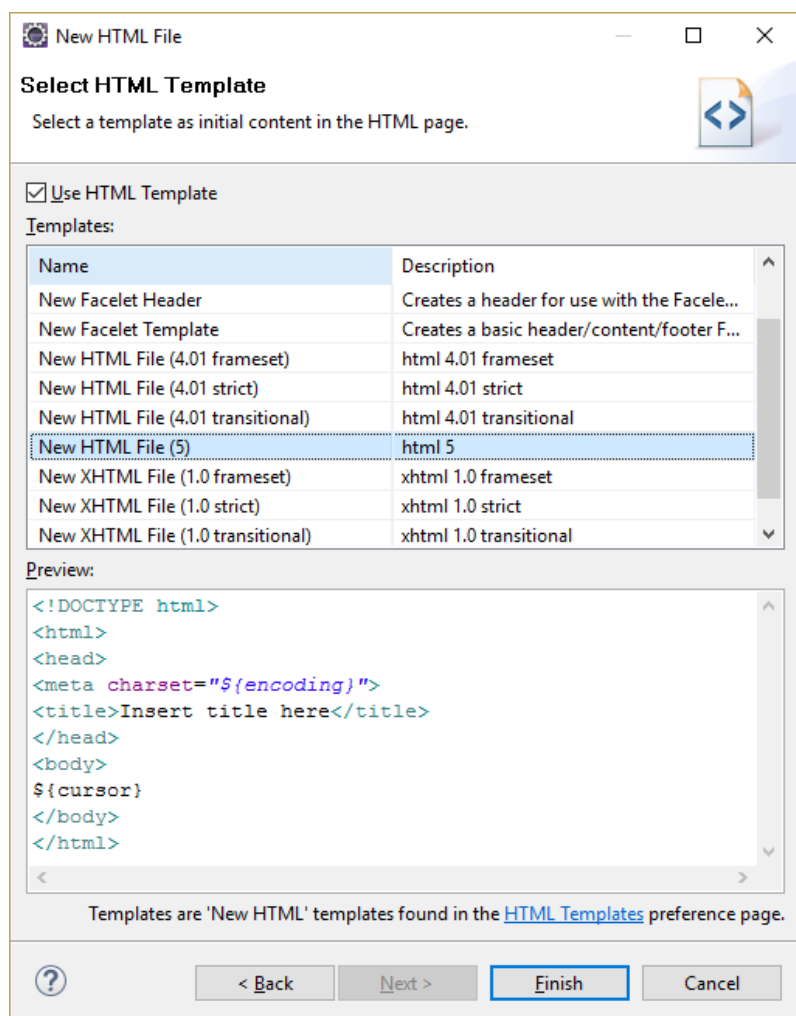 New HTML File
Select HTML Template
Select a template as initial content in the HTML page.
Use HTML Template
Templates:
Name Description
New Facelet Header Creates a header for use with the Facele...
New Facelet Template Creates a basic header/content/footer F...
New HTML File (4.01 frameset) html 4.01 frameset
New HTML File (4.01 strict) html 4.01 strict
New HTML File (4.01 transitional) html 4.01 transitional
New HTML File (5) html 5
New XHTML File (1.0 frameset) xhtml 1.0 frameset
New XHTML File (1.0 strict) xhtml 1.0 strict
New XHTML File (1.0 transitional) xhtml 1.0 transitional
Preview:
<!DOCTYPE html>
<html>
<head>
<meta charset="${encoding}">
<title>Insert title here</title>
</head>
<body>
${cursor}
</body>
</html>
Templates are 'New HTML' templates found in the HTML Templates preference page.
? < Back Next > Finish Cancel